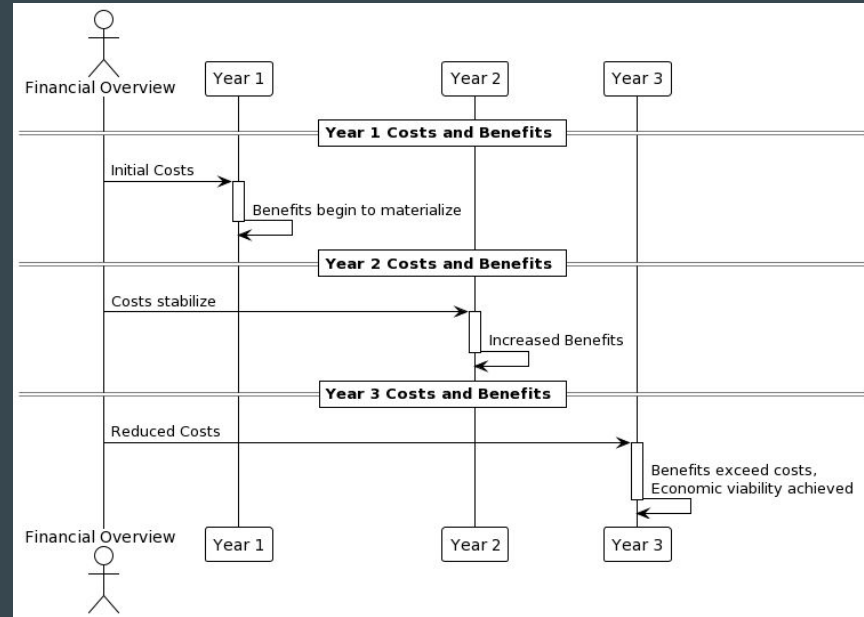 Financial Overview
Year 1
Year 2
Year 3
Year 1 Costs and Benefits
Initial Costs
Benefits begin to materialize
Year 2 Costs and Benefits
Costs stabilize
Increased Benefits
Year 3 Costs and Benefits
Reduced Costs
Benefits exceed costs,
Economic viability achieved
Financial Overview
Year 1
Year 2
Year 3